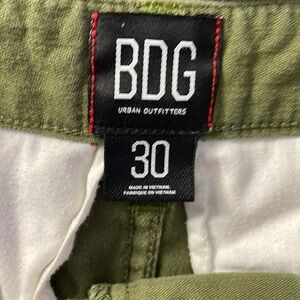 BDG
URBAN OUTFITTERS
30
MADE IN VIETNAM.
FABRIQUÉ EN VIETNAM.